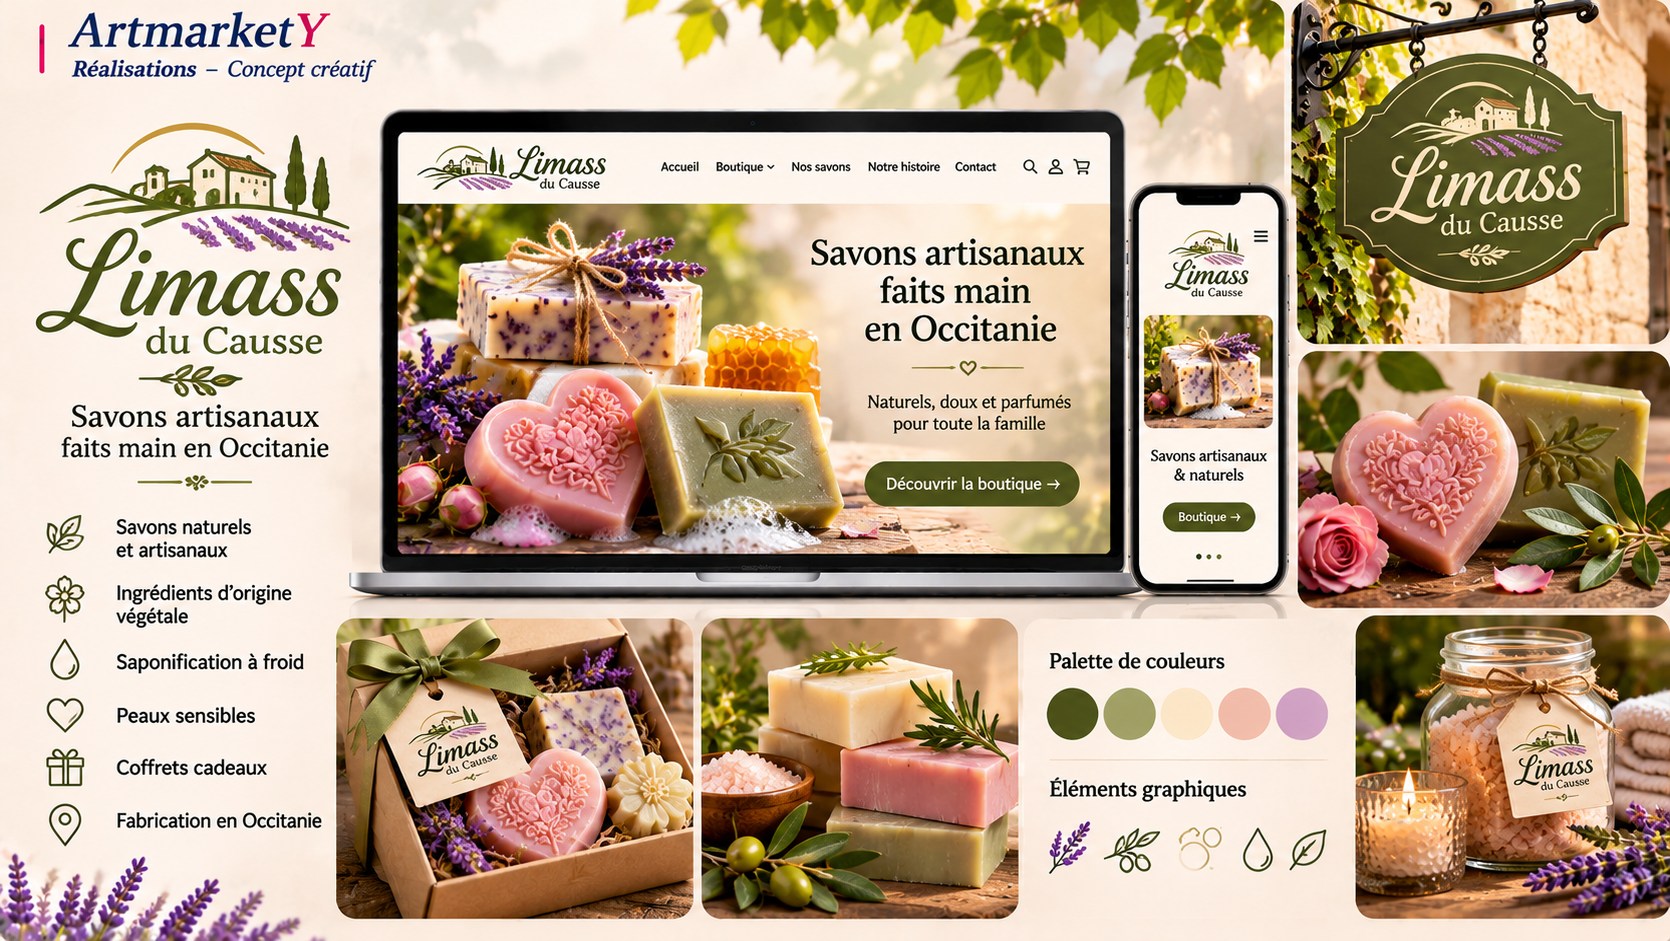 ArtmarketY
Réalisations – Concept créatif
Limass
du Causse
Savons artisanaux
faits main en Occitanie
Savons naturels
et artisanaux
Ingrédients d'origine
végétale
Saponification à froid
Peaux sensibles
Coffrets cadeaux
Fabrication en Occitanie
Limass
du Causse
Accueil
Boutique
Nos savons
Notre histoire
Contact
Savons artisanaux
faits main
en Occitanie
Naturels, doux et parfumés
pour toute la famille
Découvrir la boutique →
Limass
du Causse
Savons artisanaux
& naturels
Boutique →
Limass
du Causse
Limass
du Causse
Palette de couleurs
Éléments graphiques
Limass
du Causse